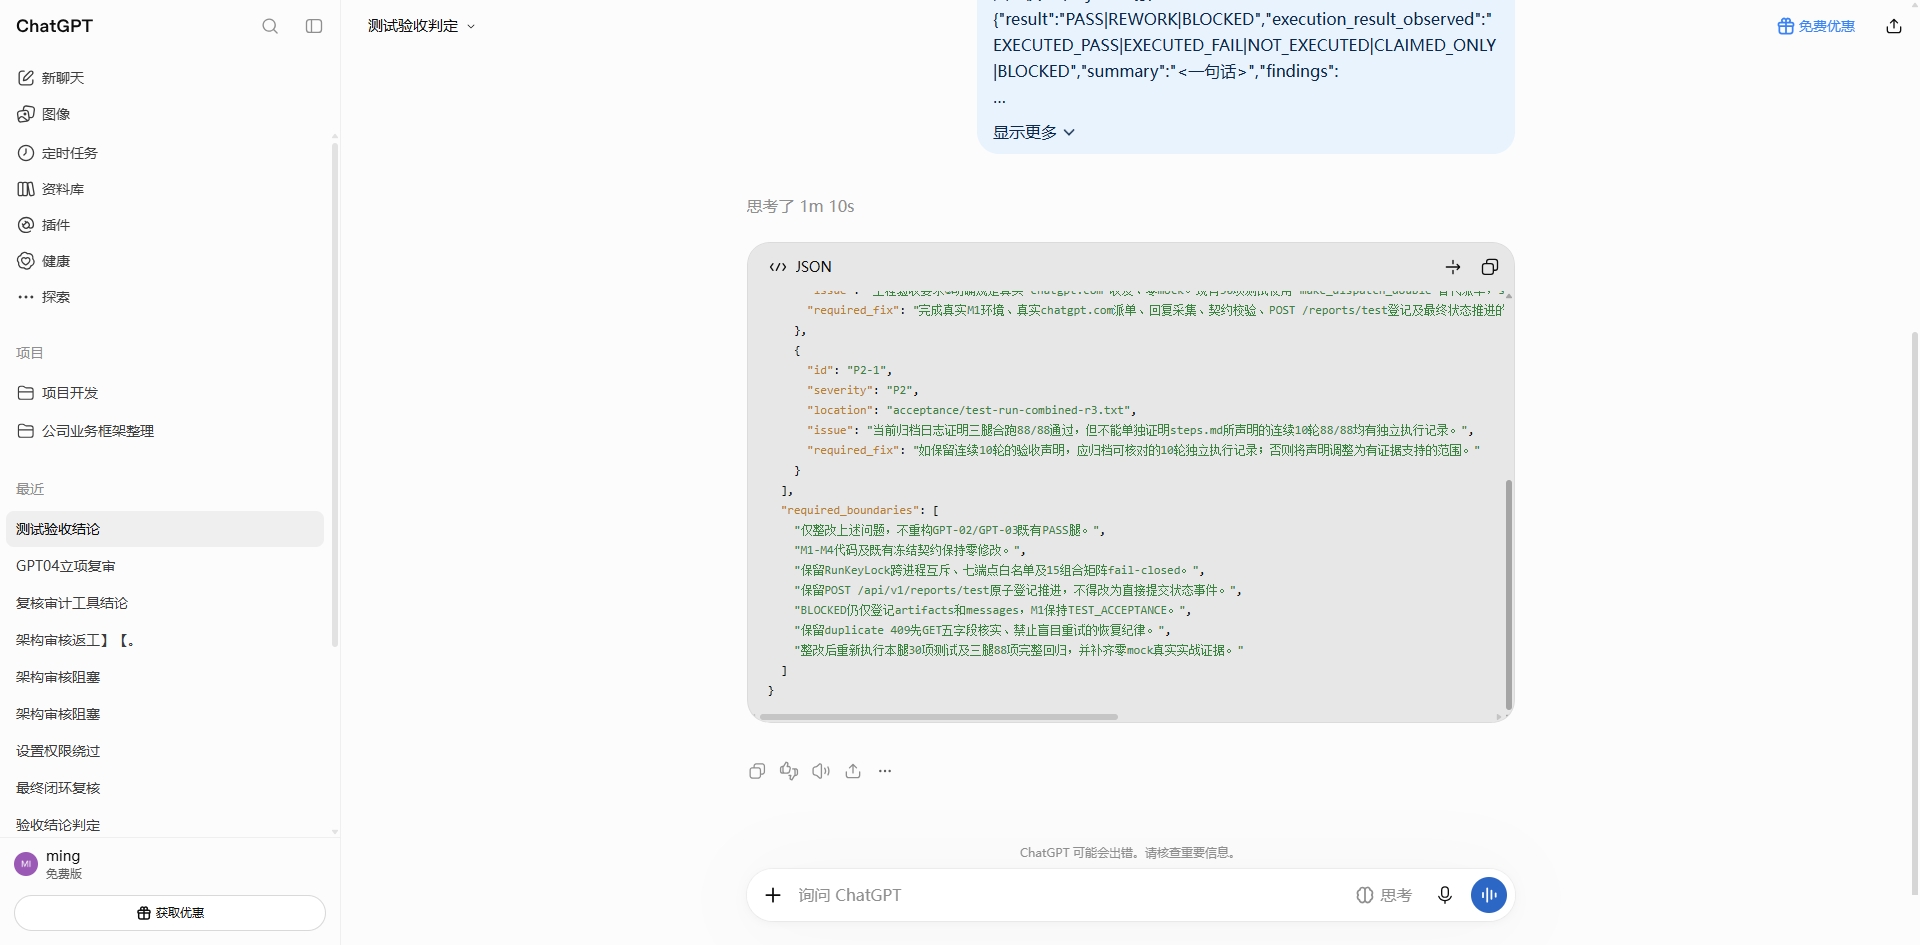 ChatGPT
新聊天
图像
定时任务
资料库
插件
健康
探索
项目
项目开发
公司业务框架整理
最近
测试验收结论
GPT04立项复审
复核审计工具结论
架构审核返工】【。
架构审核阻塞
架构审核阻塞
设置权限绕过
最终闭环复核
验收结论判定
MI
ming
免费版
获取优惠
测试验收判定
免费优惠
{"result":"PASS|REWORK|BLOCKED","execution_result_observed":"
EXECUTED_PASS|EXECUTED_FAIL|NOT_EXECUTED|CLAIMED_ONLY
|BLOCKED","summary":"<一句话>","findings":
...
显示更多
思考了 1m 10s
JSON
"required_fix": "完成真实M1环境、真实chatgpt.com派单、回复采集、契约校验、POST /reports/test登记及最终状态推进的
},
{
"id": "P2-1",
"severity": "P2",
"location": "acceptance/test-run-combined-r3.txt",
"issue": "当前归档日志证明三腿合跑88/88通过，但不能单独证明steps.md所声明的连续10轮88/88均有独立执行记录。",
"required_fix": "如保留连续10轮的验收声明，应归档可核对的10轮独立执行记录；否则将声明调整为有证据支持的范围。"
}
],
"required_boundaries": [
"仅整改上述问题，不重构GPT-02/GPT-03既有PASS腿。",
"M1-M4代码及既有冻结契约保持零修改。",
"保留RunKeyLock跨进程互斥、七端点白名单及15组合矩阵fail-closed。",
"保留POST /api/v1/reports/test原子登记推进，不得改为直接提交状态事件。",
"BLOCKED仍仅登记artifacts和messages，M1保持TEST_ACCEPTANCE。",
"保留duplicate 409先GET五字段核实、禁止盲目重试的恢复纪律。",
"整改后重新执行本腿30项测试及三腿88项完整回归，并补齐零mock真实实战证据。"
]
}
ChatGPT 可能会出错。请核查重要信息。
询问 ChatGPT
思考